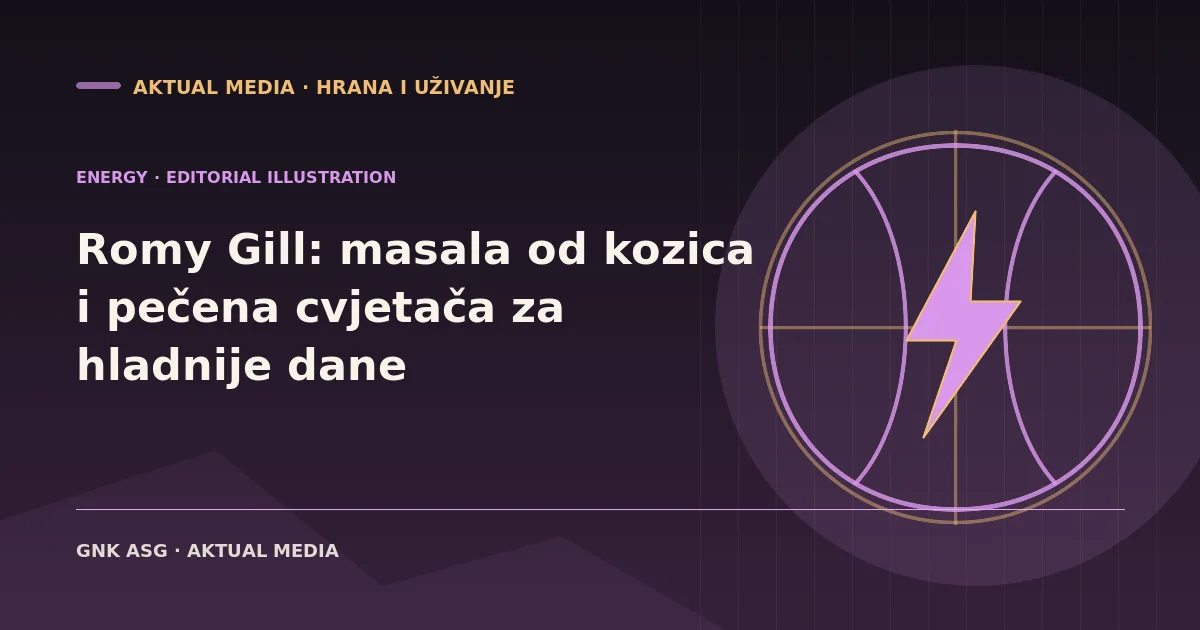 AKTUAL MEDIA · HRANA I UŽIVANJE
ENERGY · EDITORIAL ILLUSTRATION
Romy Gill: masala od kozica
i pečena cvjetača za
hladnije dane
GNK ASG · AKTUAL MEDIA